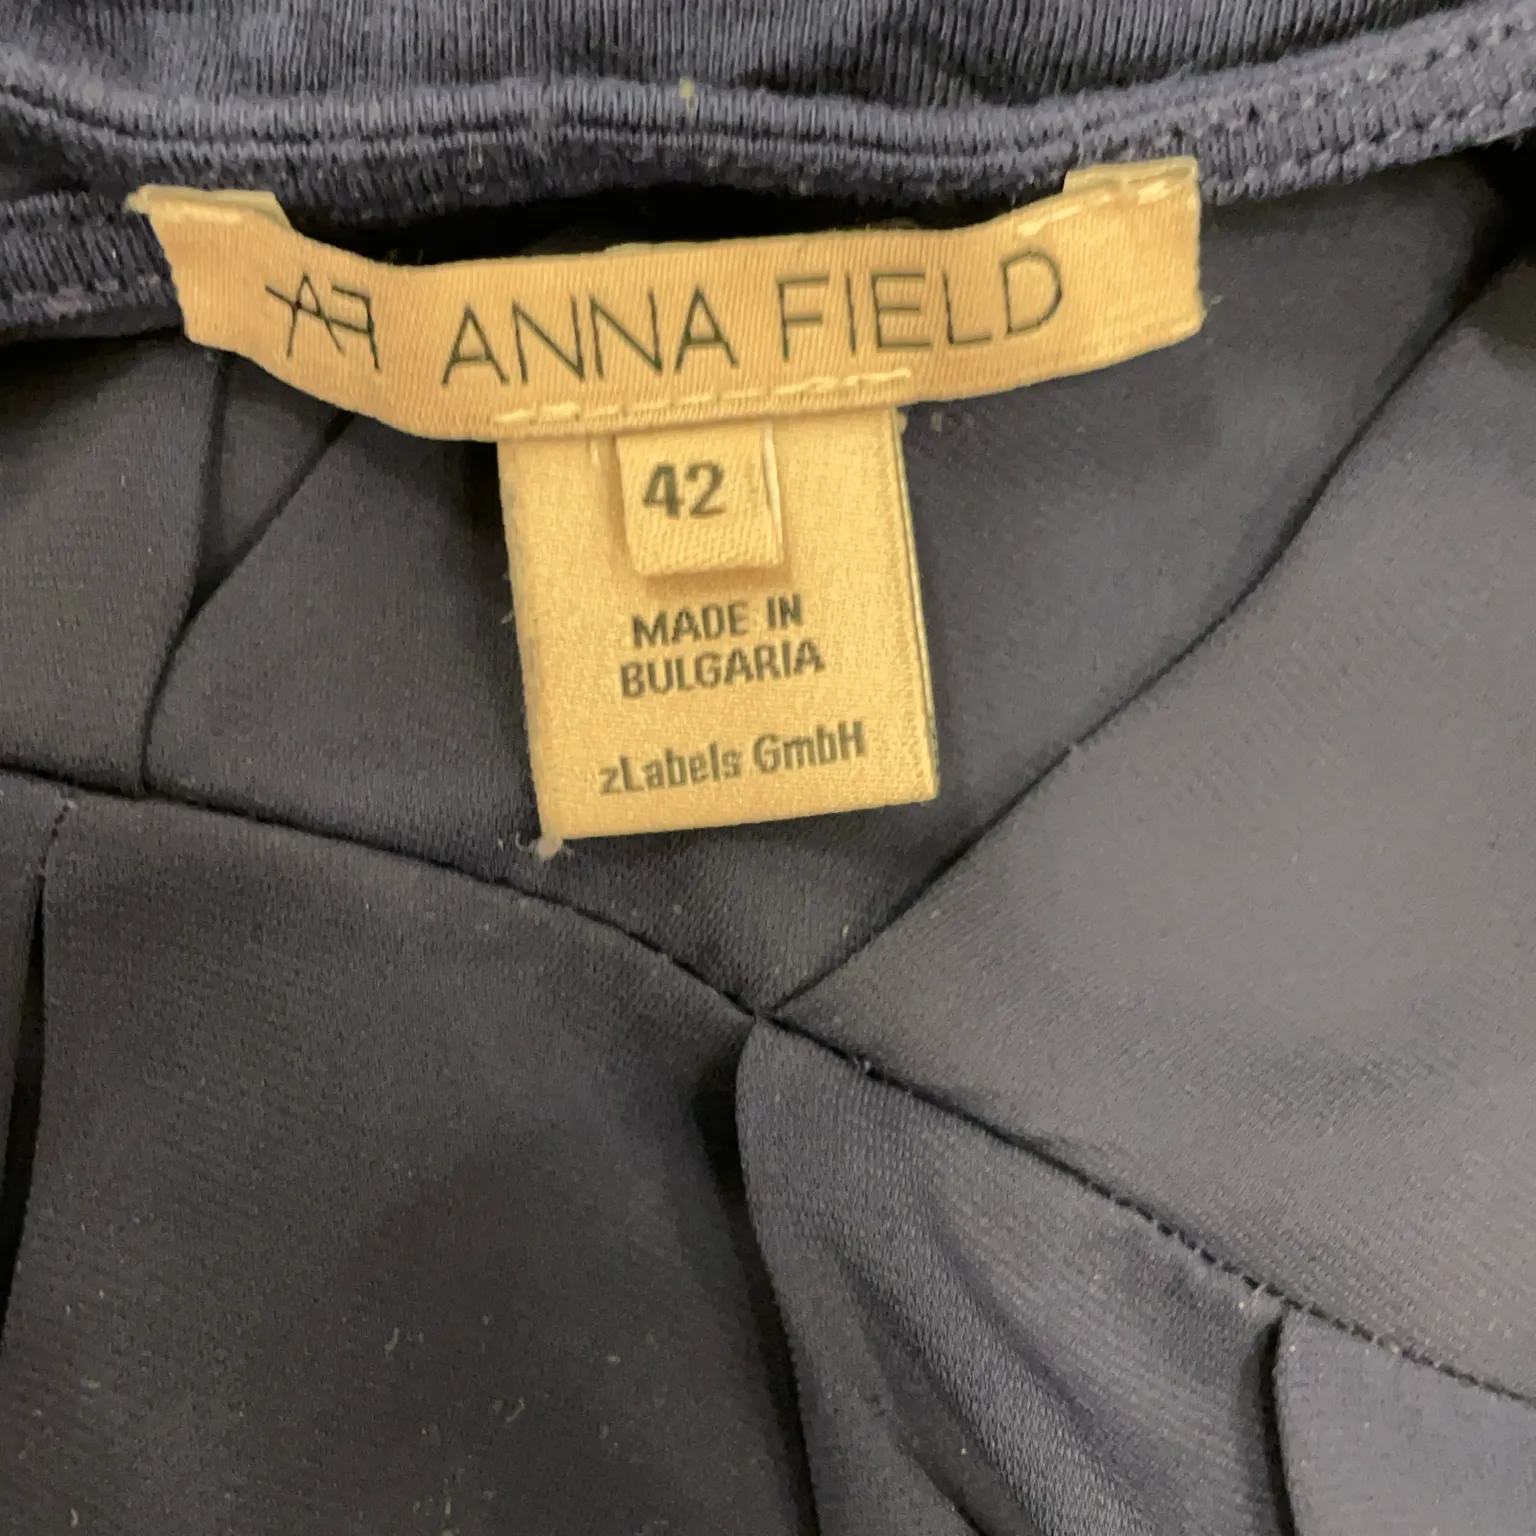 AF ANNA FIELD
42
MADE IN
BULGARIA
zLabels GmbH